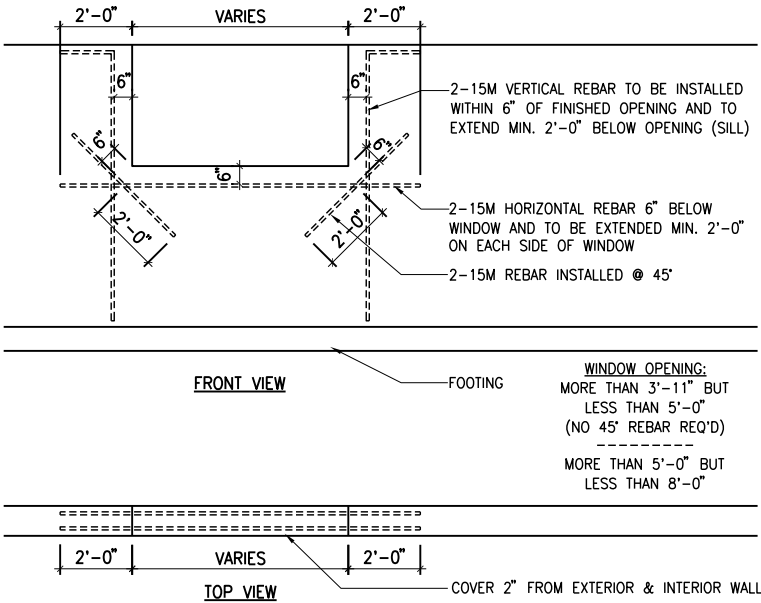 2'-0" VARIES 2'-0"
6" 6"
2-15M VERTICAL REBAR TO BE INSTALLED
WITHIN 6" OF FINISHED OPENING AND TO
EXTEND MIN. 2'-0" BELOW OPENING (SILL)
6" 6" 6"
2'-0" 2'-0"
2-15M HORIZONTAL REBAR 6" BELOW
WINDOW AND TO BE EXTENDED MIN. 2'-0"
ON EACH SIDE OF WINDOW
2-15M REBAR INSTALLED @ 45°
FRONT VIEW
FOOTING
WINDOW OPENING:
MORE THAN 3'-11" BUT
LESS THAN 5'-0"
(NO 45° REBAR REQ'D)
----------
MORE THAN 5'-0" BUT
LESS THAN 8'-0"
2'-0" VARIES 2'-0"
TOP VIEW
COVER 2" FROM EXTERIOR & INTERIOR WALL